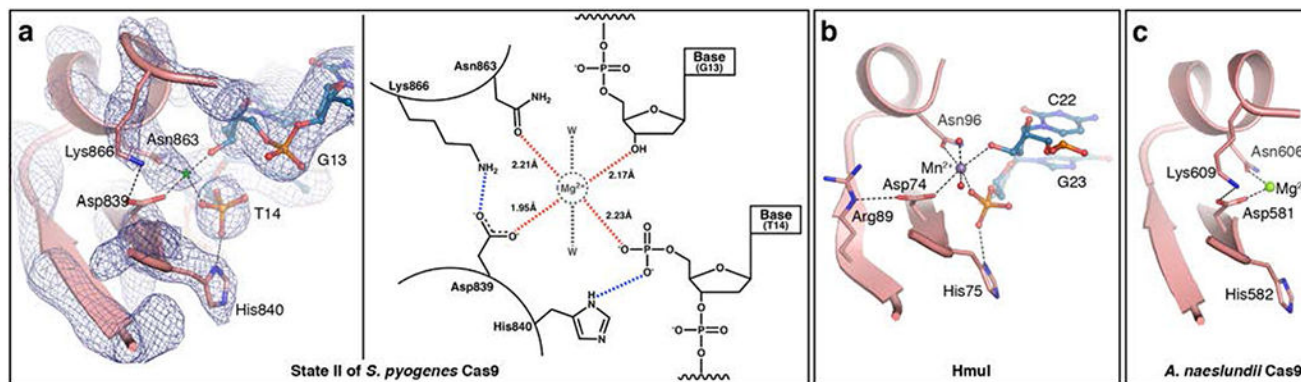 a
Asn863
Lys866
G13
Asp839
T14
His840
Asn863
Lys866
NH₂
O
NH₂
2.21Å
1.95Å
O
O⁻
Asp839
His840
H
N
N
W
Mg²⁺
W
2.17Å
2.23Å
⁻O P O
O
O
O
OH
Base
(G13)
O P O
O⁻
O⁻
O
O
⁻O P O
O
Base
(T14)
State II of S. pyogenes Cas9
b
C22
Asn96
Mn²⁺
G23
Asp74
Arg89
His75
HmuI
c
Asn606
Lys609
Mg²
Asp581
His582
A. naeslundii Cas9